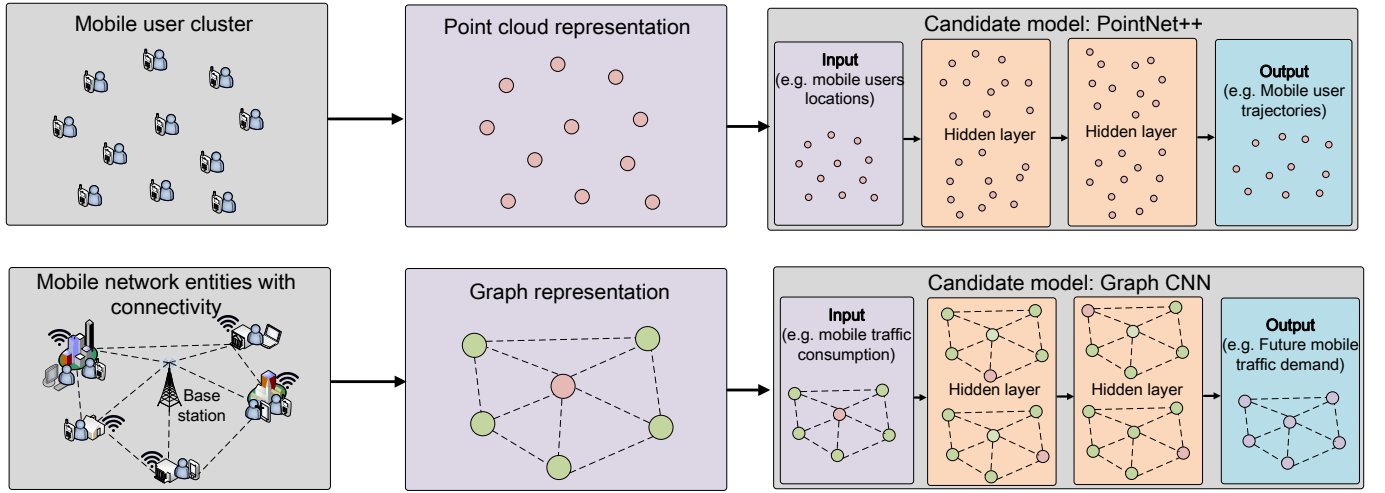 Mobile user cluster
Point cloud representation
Candidate model: PointNet++
Input
(e.g. mobile users
locations)
Hidden layer
Hidden layer
Output
(e.g. Mobile user
trajectories)
Mobile network entities with
connectivity
Base
station
Graph representation
Candidate model: Graph CNN
Input
(e.g. mobile traffic
consumption)
Hidden layer
Hidden layer
Output
(e.g. Future mobile
traffic demand)